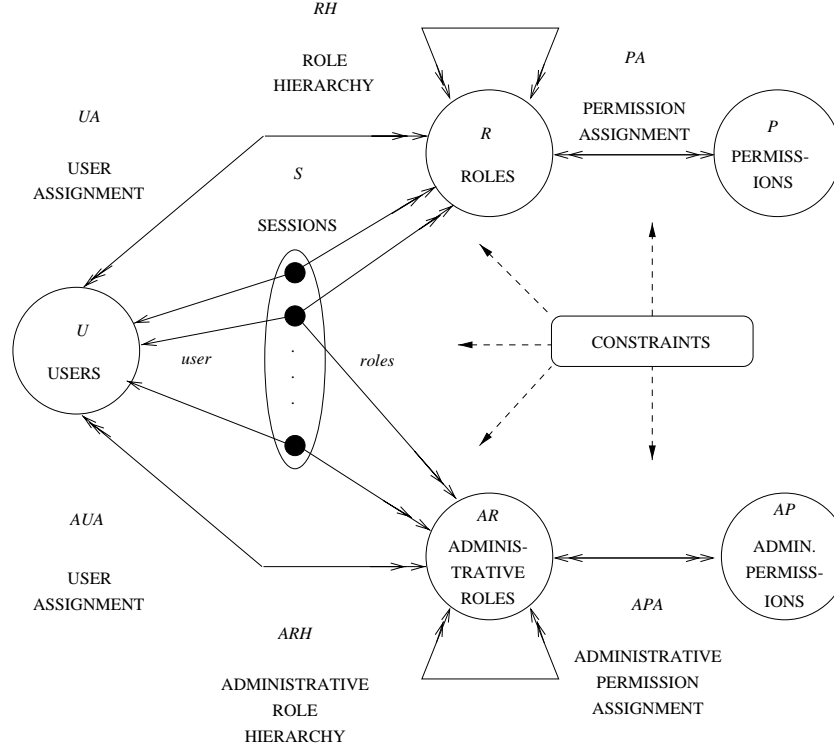 RH
ROLE
HIERARCHY
PA
PERMISSION
ASSIGNMENT
UA
USER
ASSIGNMENT
R
ROLES
P
PERMISS-
IONS
S
SESSIONS
U
USERS
user
.
.
.
.
roles
CONSTRAINTS
AUA
USER
ASSIGNMENT
AR
ADMINIS-
TRATIVE
ROLES
AP
ADMIN.
PERMISS-
IONS
ARH
ADMINISTRATIVE
ROLE
HIERARCHY
APA
ADMINISTRATIVE
PERMISSION
ASSIGNMENT